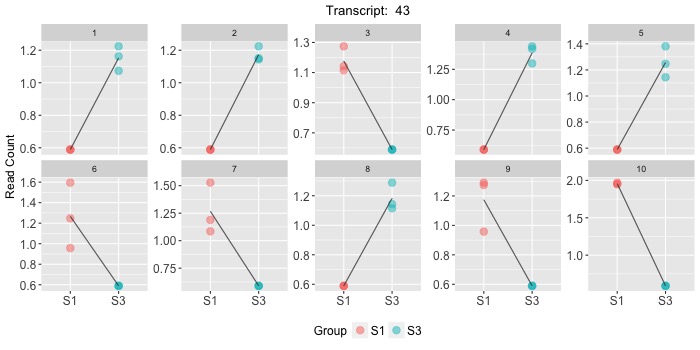 Transcript: 43
1 2 3 4 5
1.2 1.0 0.8 0.6
1.2 1.0 0.8 0.6
1.3 1.1 0.9 0.7
1.25 1.00 0.75
1.4 1.2 1.0 0.8 0.6
Read Count
6 7 8 9 10
1.6 1.4 1.2 1.0 0.8 0.6
1.50 1.25 1.00 0.75
1.2 1.0 0.8 0.6
1.2 1.0 0.8 0.6
2.0 1.5 1.0
S1 S3 S1 S3 S1 S3 S1 S3 S1 S3
Group S1 S3